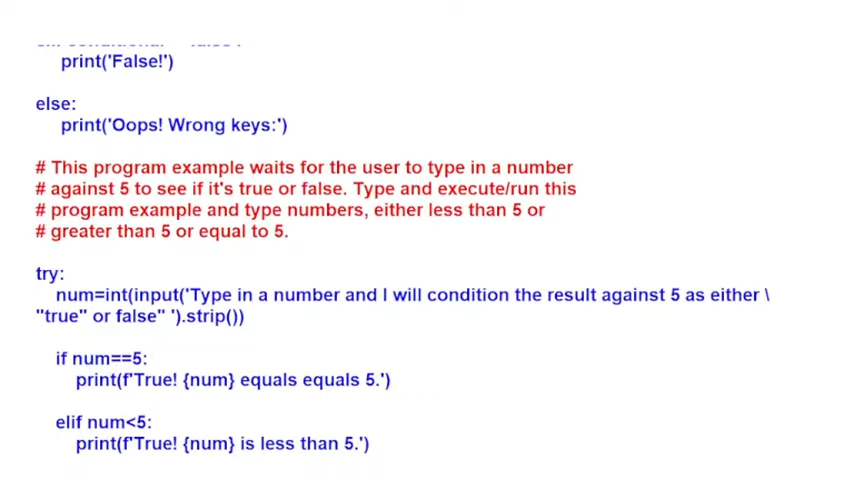 print('False!')
else:
print('Oops! Wrong keys:')
# This program example waits for the user to type in a number
# against 5 to see if it's true or false. Type and execute/run this
# program example and type numbers, either less than 5 or
# greater than 5 or equal to 5.
try:
num=int(input('Type in a number and I will condition the result against 5 as either \
"true" or false" ').strip())
if num==5:
print(f'True! {num} equals equals 5.')
elif num<5:
print(f'True! {num} is less than 5.')